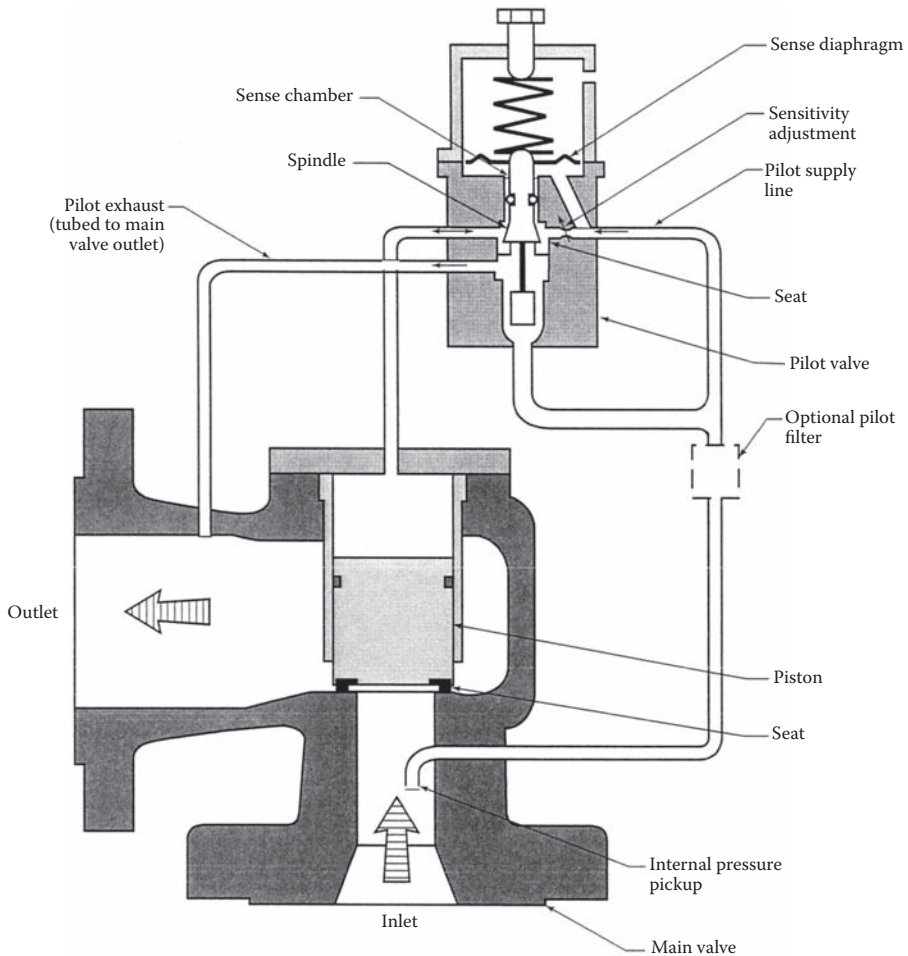 Sense diaphragm
Sense chamber
Sensitivity
adjustment
Spindle
Pilot supply
line
Pilot exhaust
(tubed to main
valve outlet)
Seat
Pilot valve
Optional pilot
filter
Outlet
Piston
Seat
Internal pressure
pickup
Inlet
Main valve